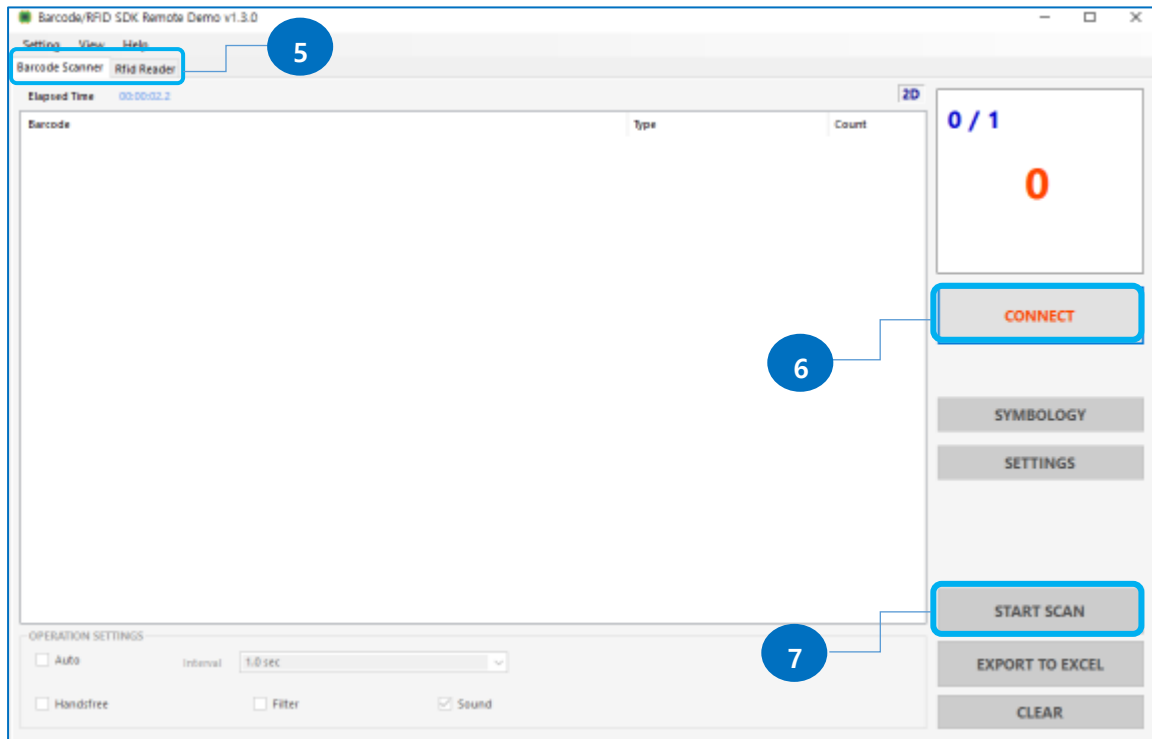 Barcode/RFID SDK Remote Demo v1.3.0
Setting View Help
5
Barcode Scanner Rfid Reader
Elapsed Time 00:00:02.2 2D
Barcode Type Count
0 / 1
0
CONNECT
6
SYMBOLOGY
SETTINGS
START SCAN
OPERATION SETTINGS
7
Auto Interval 1.0 sec
EXPORT TO EXCEL
Handsfree Filter Sound
CLEAR